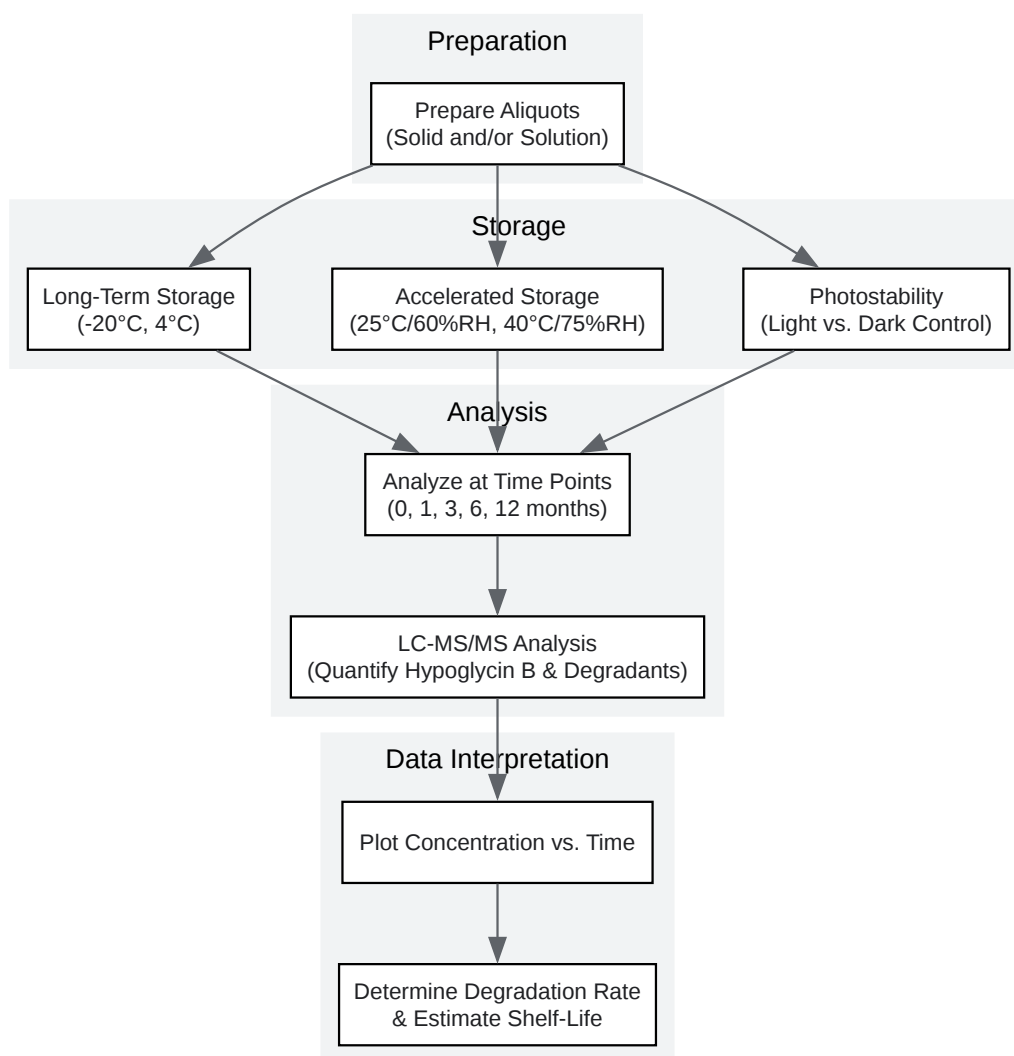 Preparation
Prepare Aliquots
(Solid and/or Solution)
Storage
Long-Term Storage
(-20°C, 4°C)
Accelerated Storage
(25°C/60%RH, 40°C/75%RH)
Photostability
(Light vs. Dark Control)
Analysis
Analyze at Time Points
(0, 1, 3, 6, 12 months)
LC-MS/MS Analysis
(Quantify Hypoglycin B & Degradants)
Data Interpretation
Plot Concentration vs. Time
Determine Degradation Rate
& Estimate Shelf-Life